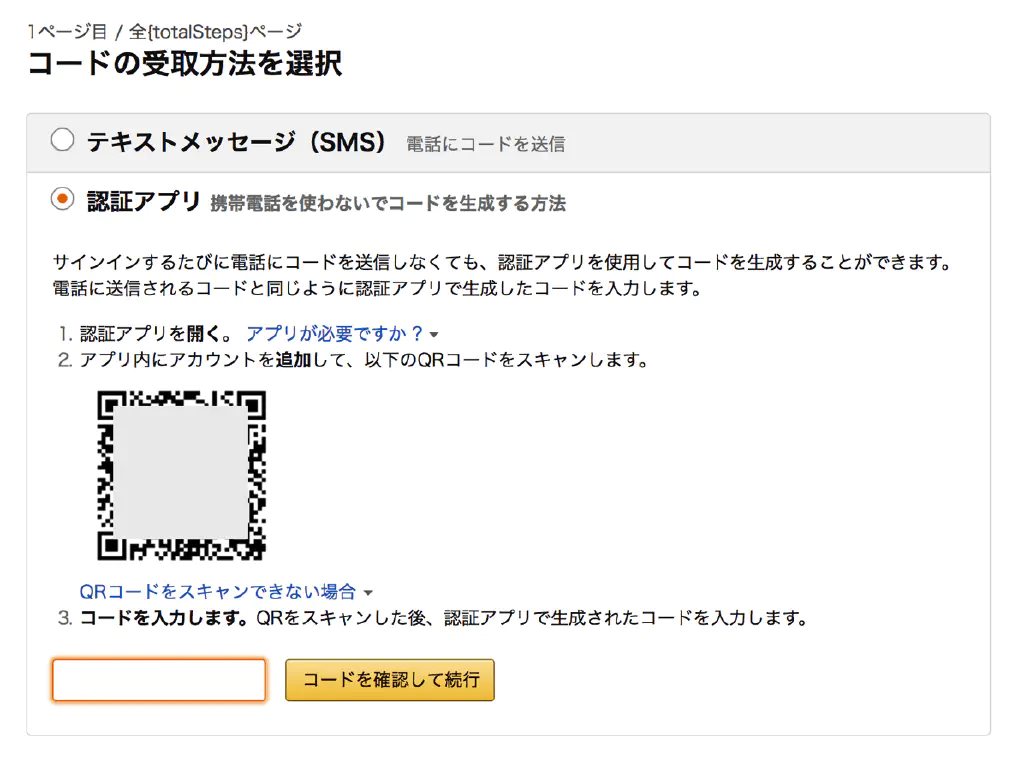 1ページ目 / 全{totalSteps}ページ
コードの受取方法を選択
テキストメッセージ（SMS） 電話にコードを送信
認証アプリ 携帯電話を使わないでコードを生成する方法
サインインするたびに電話にコードを送信しなくても、認証アプリを使用してコードを生成することができます。
電話に送信されるコードと同じように認証アプリで生成したコードを入力します。
1. 認証アプリを開く。 アプリが必要ですか？
2. アプリ内にアカウントを追加して、以下のQRコードをスキャンします。
QRコードをスキャンできない場合
3. コードを入力します。QRをスキャンした後、認証アプリで生成されたコードを入力します。
コードを確認して続行